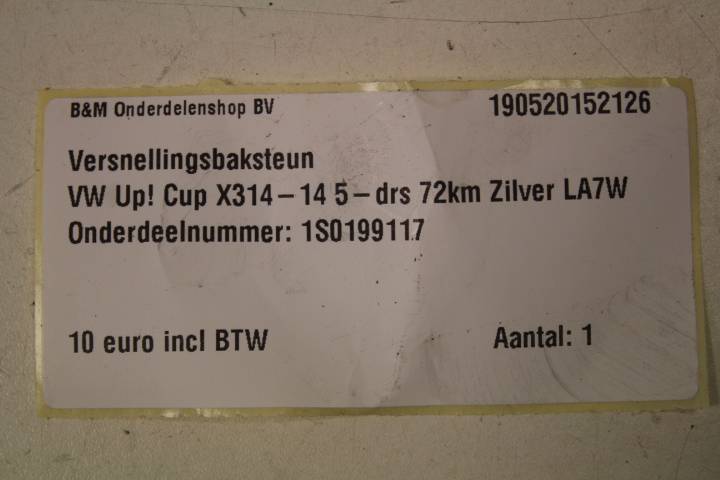 B&M Onderdelenshop BV 190520152126
Versnellingsbaksteun
VW Up! Cup X314-14 5-drs 72km Zilver LA7W
Onderdeelnummer: 1S0199117
10 euro incl BTW Aantal: 1